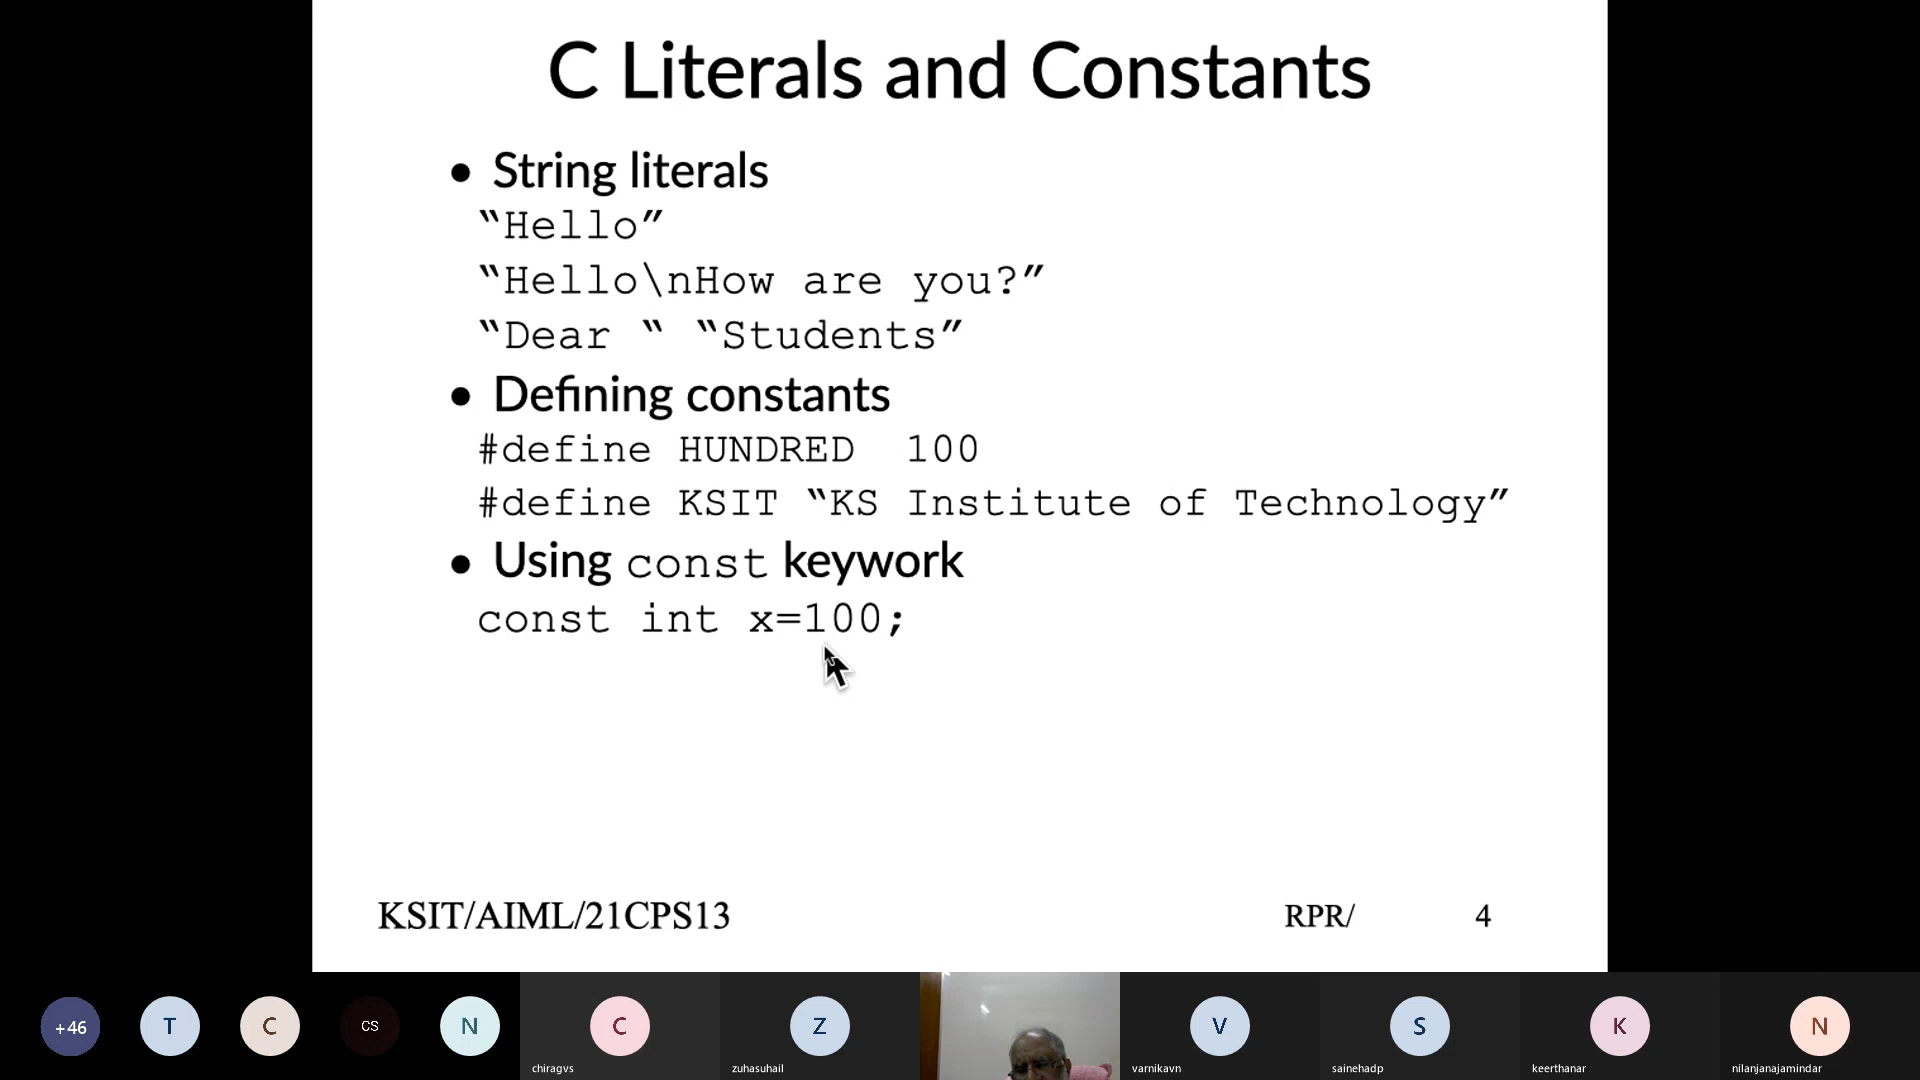 C Literals and Constants
• String literals
“Hello”
“Hello\nHow are you?”
“Dear “ “Students”
• Defining constants
#define HUNDRED  100
#define KSIT “KS Institute of Technology”
• Using const keywork
const int x=100;
KSIT/AIML/21CPS13 RPR/ 4
+46 T C CS N C Z V S K N
chiragvs zuhasuhail varnikavn sainehadp keerthanar nilanjanajamindar